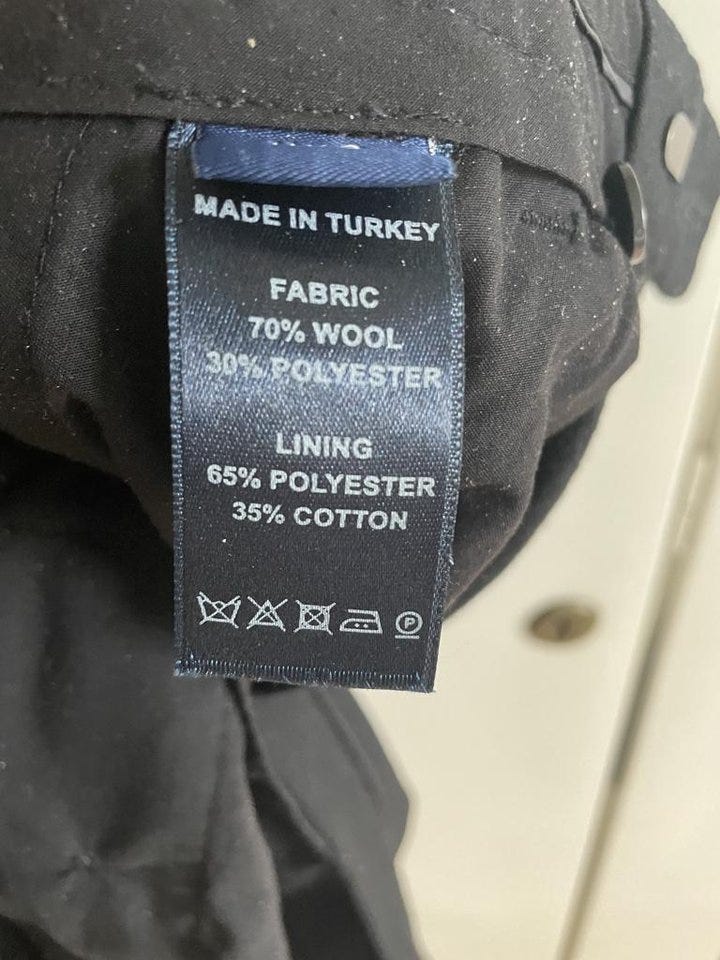 MADE IN TURKEY
FABRIC
70% WOOL
30% POLYESTER
LINING
65% POLYESTER
35% COTTON
P